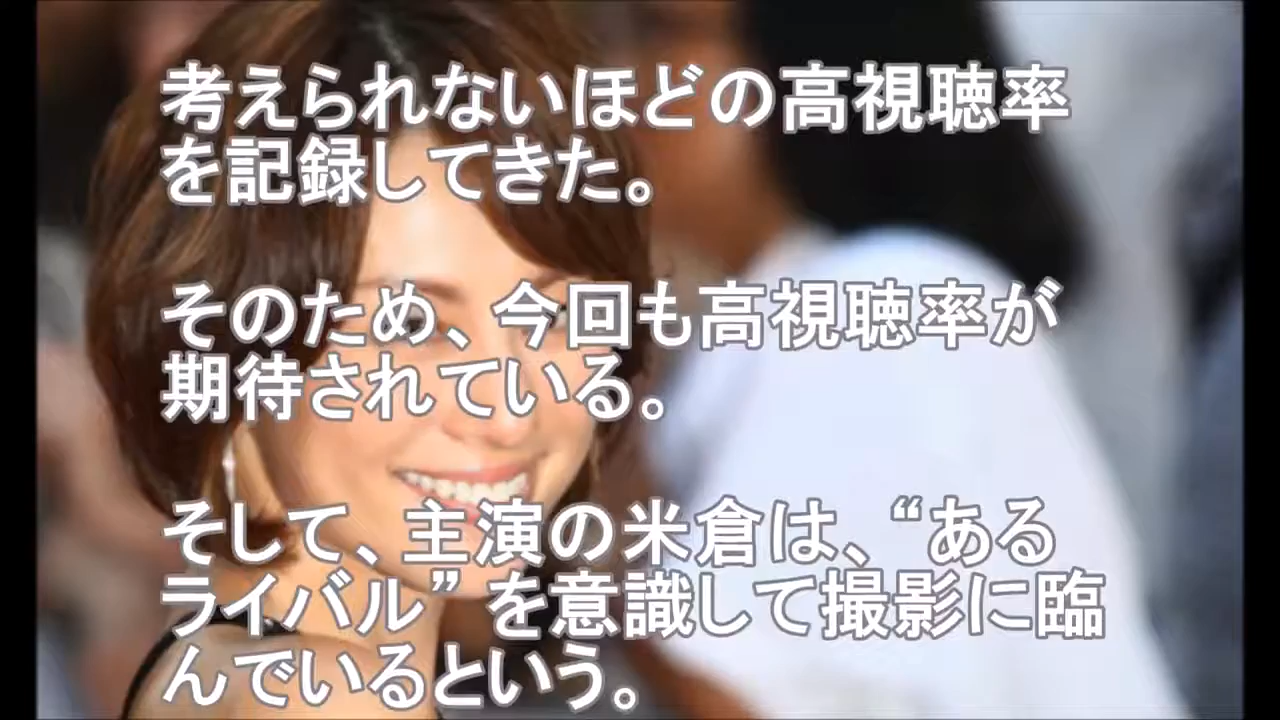 考えられないほどの高視聴率
を記録してきた。
そのため、今回も高視聴率が
期待されている。
そして、主演の米倉は、“ある
ライバル”を意識して撮影に臨
んでいるという。